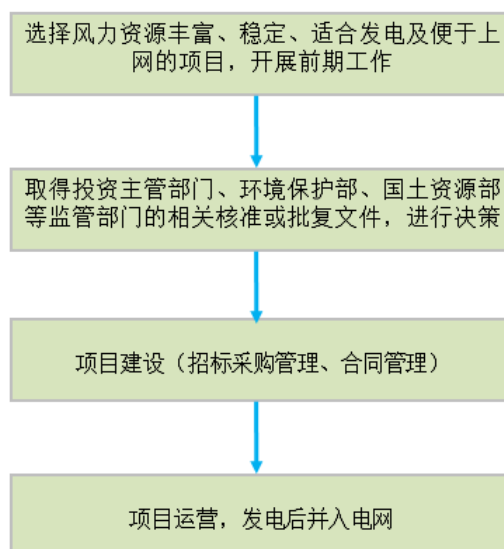 选择风力资源丰富、稳定、适合发电及便于上
网的项目，开展前期工作
取得投资主管部门、环境保护部、国土资源部
等监管部门的相关核准或批复文件，进行决策
项目建设（招标采购管理、合同管理）
项目运营，发电后并入电网